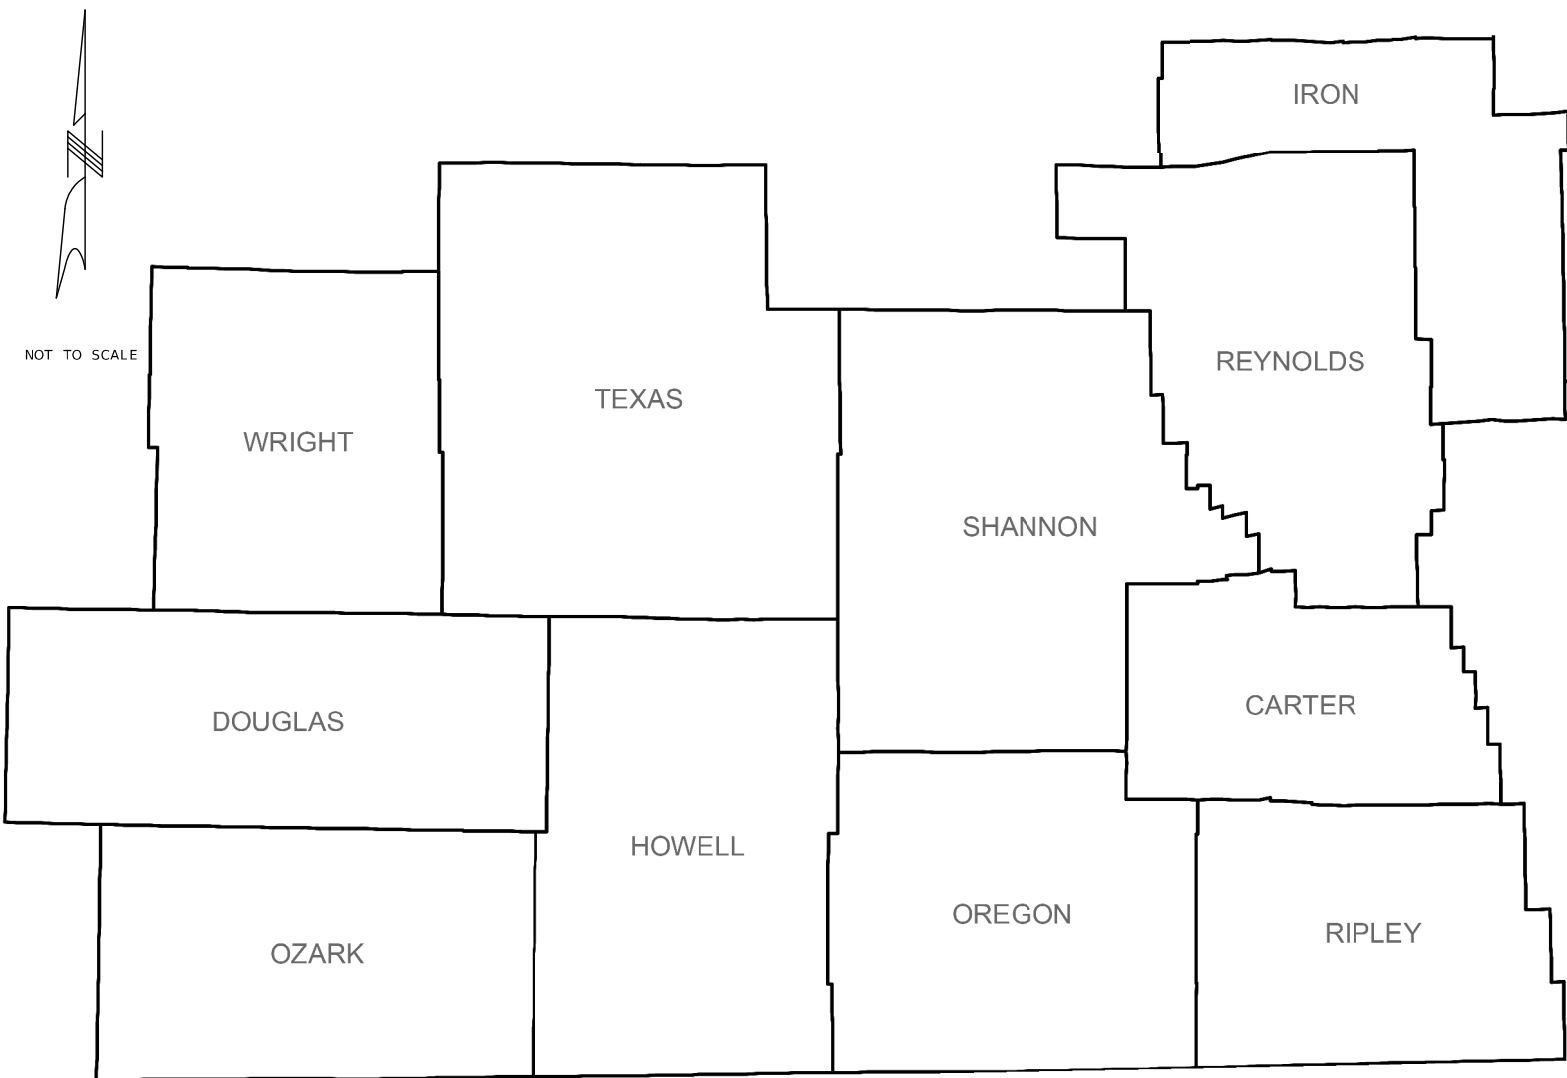 IRON
NOT TO SCALE
REYNOLDS
TEXAS
WRIGHT
SHANNON
CARTER
DOUGLAS
HOWELL
OREGON
RIPLEY
OZARK